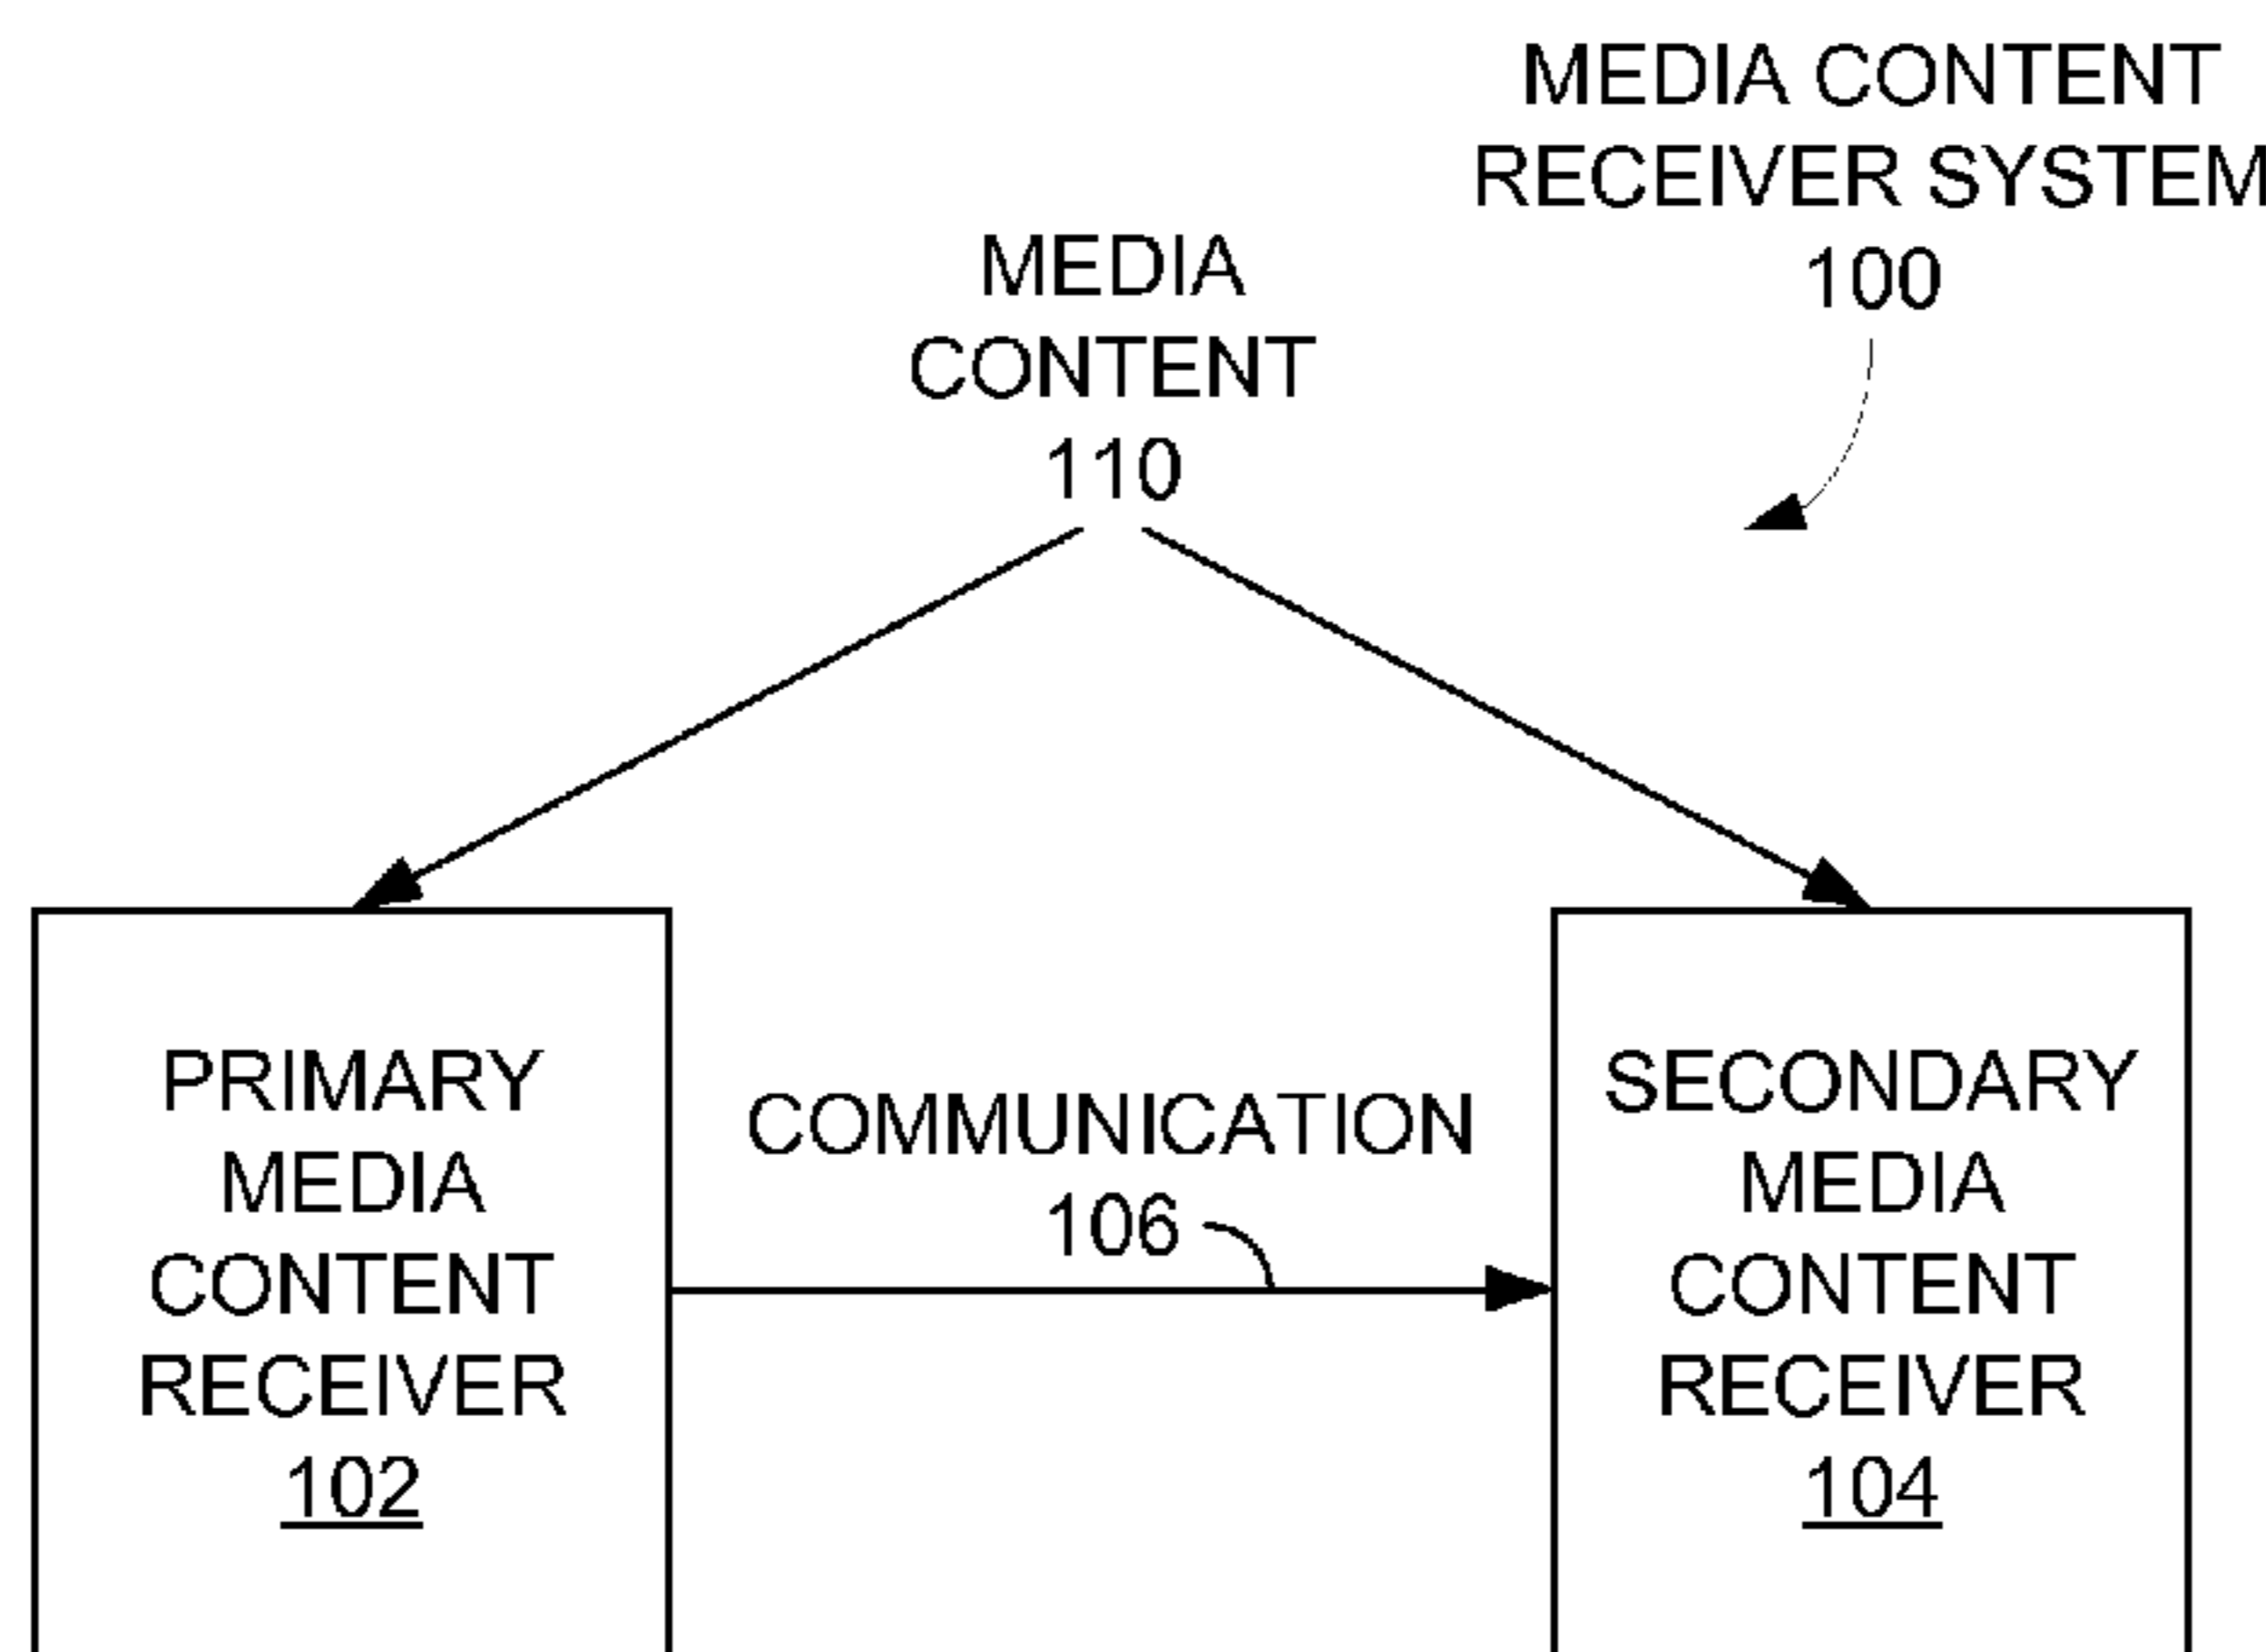 MEDIA CONTENT
RECEIVER SYSTEM
100
MEDIA
CONTENT
110
PRIMARY
MEDIA
CONTENT
RECEIVER
102
COMMUNICATION
106
SECONDARY
MEDIA
CONTENT
RECEIVER
104